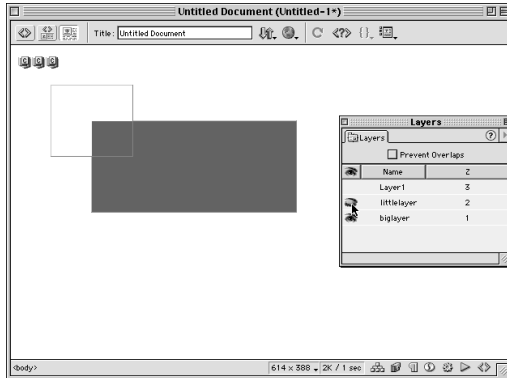 Untitled Document (Untitled-1*)
Title: Untitled Document
Layers
Layers
Prevent Overlaps
Name Z
Layer1 3
littlelayer 2
biglayer 1
<body> 614 x 388 2K / 1 sec